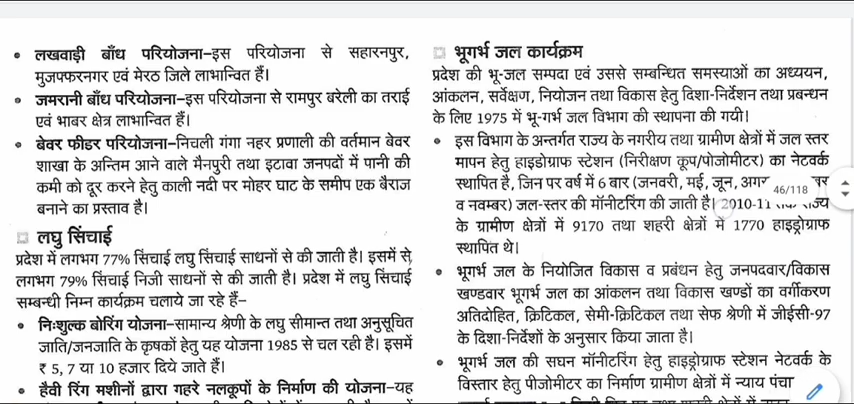 • लखवाड़ी बाँध परियोजना–इस परियोजना से सहारनपुर,
मुजफ्फरनगर एवं मेरठ जिले लाभान्वित हैं।
• जमरानी बाँध परियोजना–इस परियोजना से रामपुर बरेली का तराई
एवं भाबर क्षेत्र लाभान्वित हैं।
• बेवर फीडर परियोजना–निचली गंगा नहर प्रणाली की वर्तमान बेवर
शाखा के अन्तिम आने वाले मैनपुरी तथा इटावा जनपदों में पानी की
कमी को दूर करने हेतु काली नदी पर मोहर घाट के समीप एक बैराज
बनाने का प्रस्ताव है।
लघु सिंचाई
प्रदेश में लगभग 77% सिंचाई लघु सिंचाई साधनों से की जाती है। इसमें से
लगभग 79% सिंचाई निजी साधनों से की जाती है। प्रदेश में लघु सिंचाई
सम्बन्धी निम्न कार्यक्रम चलाये जा रहे हैं–
• निःशुल्क बोरिंग योजना–सामान्य श्रेणी के लघु सीमान्त तथा अनुसूचित
जाति/जनजाति के कृषकों हेतु यह योजना 1985 से चल रही है। इसमें
₹ 5, 7 या 10 हजार दिये जाते हैं।
• हैवी रिंग मशीनों द्वारा गहरे नलकूपों के निर्माण की योजना–यह
भूगर्भ जल कार्यक्रम
प्रदेश की भू-जल सम्पदा एवं उससे सम्बन्धित समस्याओं का अध्ययन,
आंकलन, सर्वेक्षण, नियोजन तथा विकास हेतु दिशा-निर्देशन तथा प्रबन्धन
के लिए 1975 में भू-गर्भ जल विभाग की स्थापना की गयी।
• इस विभाग के अन्तर्गत राज्य के नगरीय तथा ग्रामीण क्षेत्रों में जल स्तर
मापन हेतु हाइडोग्राफ स्टेशन (निरीक्षण कूप/पोजोमीटर) का नेटवर्क
स्थापित है, जिन पर वर्ष में 6 बार (जनवरी, मई, जून,
46/118
व नवम्बर) जल-स्तर की मॉनीटरिंग की जाती है। 2010-11
के ग्रामीण क्षेत्रों में 9170 तथा शहरी क्षेत्रों में 1770 हाइड्रोग्राफ
स्थापित थे।
• भूगर्भ जल के नियोजित विकास व प्रबंधन हेतु जनपदवार/विकास
खण्डवार भूगर्भ जल का आंकलन तथा विकास खण्डों का वर्गीकरण
अतिदोहित, क्रिटिकल, सेमी-क्रिटिकल तथा सेफ श्रेणी में जीईसी-97
के दिशा-निर्देशों के अनुसार किया जाता है।
• भूगर्भ जल की सघन मॉनीटरिंग हेतु हाइड्रोग्राफ स्टेशन नेटवर्क के
विस्तार हेतु पीजोमीटर का निर्माण ग्रामीण क्षेत्रों में न्याय पंचा